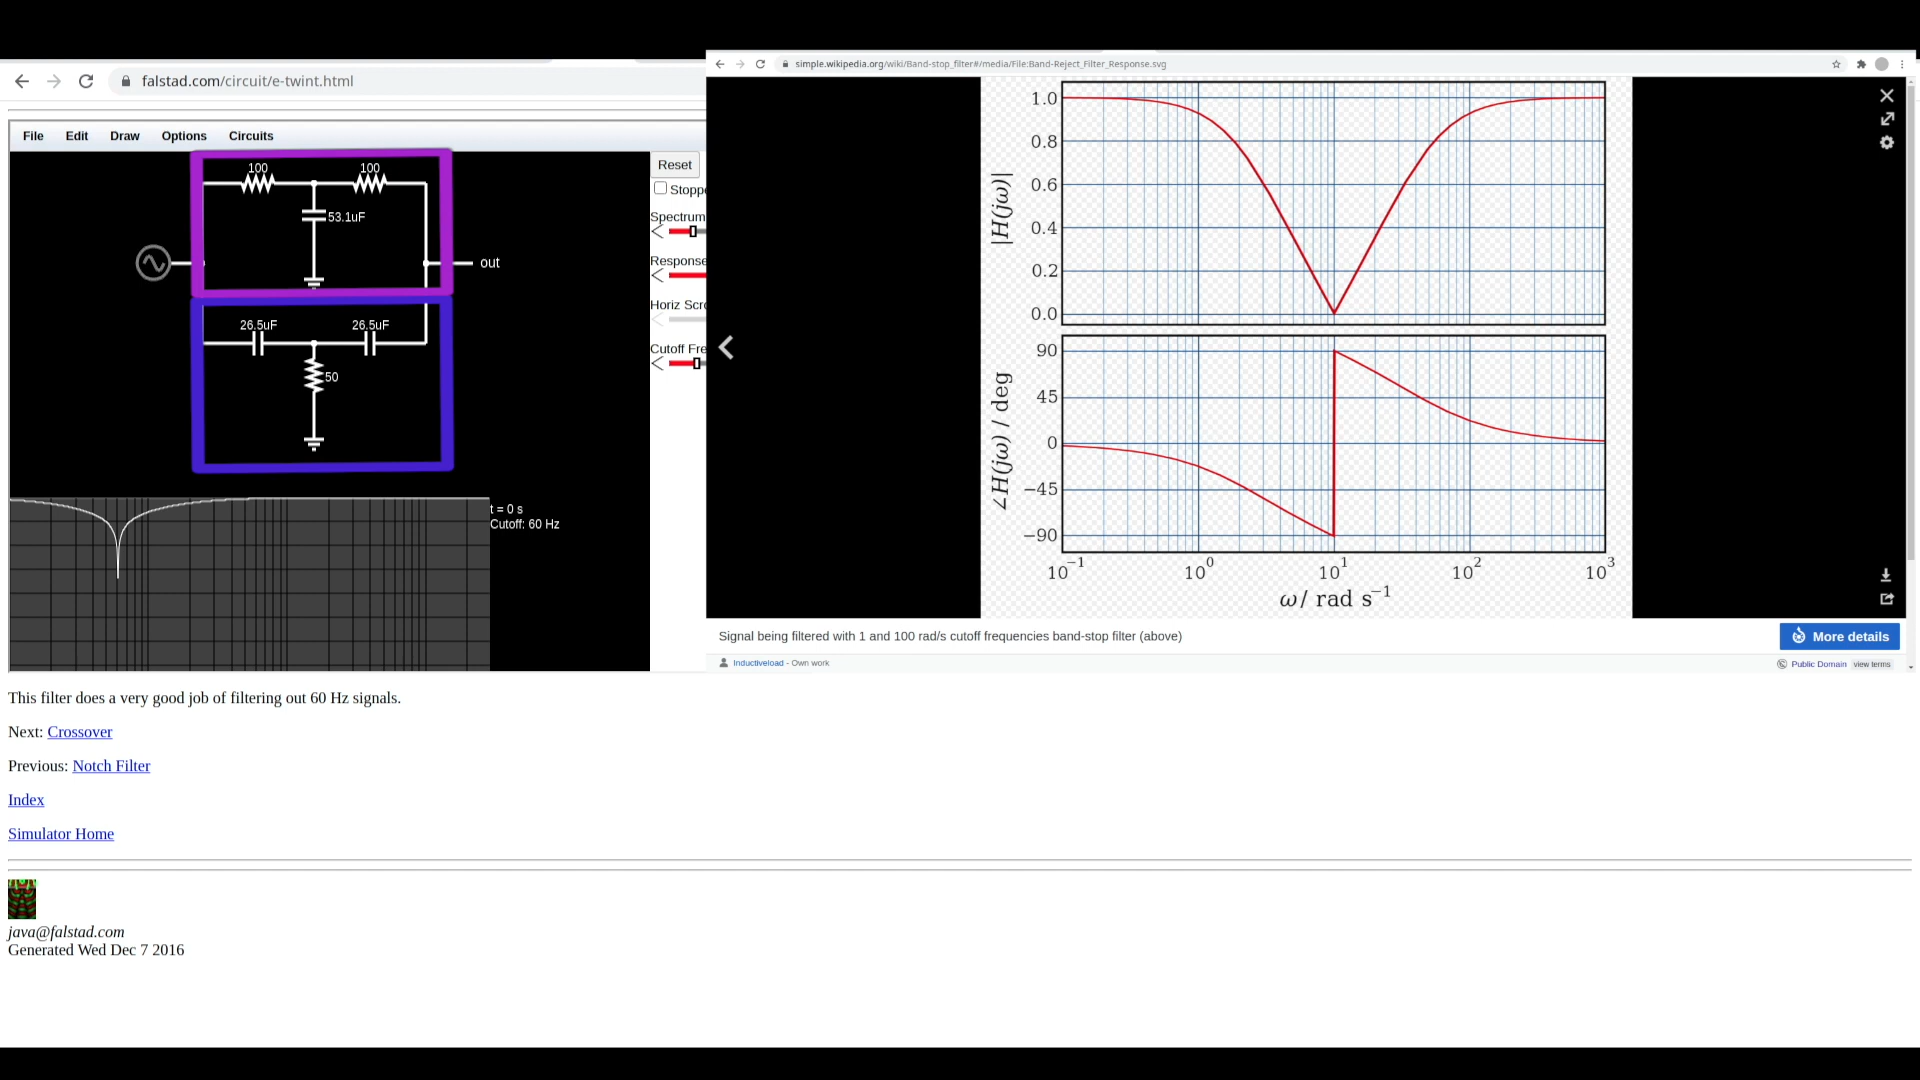 falstad.com/circuit/e-twint.html
File Edit Draw Options Circuits
100 100
53.1uF
out
26.5uF 26.5uF
50
t = 0 s
Cutoff: 60 Hz
Reset
Stoppe
Spectrum
Response
Horiz Scro
Cutoff Fre
This filter does a very good job of filtering out 60 Hz signals.
Next: Crossover
Previous: Notch Filter
Index
Simulator Home
java@falstad.com
Generated Wed Dec 7 2016
simple.wikipedia.org/wiki/Band-stop_filter#/media/File:Band-Reject_Filter_Response.svg
|H(jω)|
1.0
0.8
0.6
0.4
0.2
0.0
∠H(jω) / deg
90
45
0
−45
−90
10⁻¹ 10⁰ 10¹ 10² 10³
ω/ rad s⁻¹
Signal being filtered with 1 and 100 rad/s cutoff frequencies band-stop filter (above)
More details
Inductiveload - Own work
Public Domain view terms